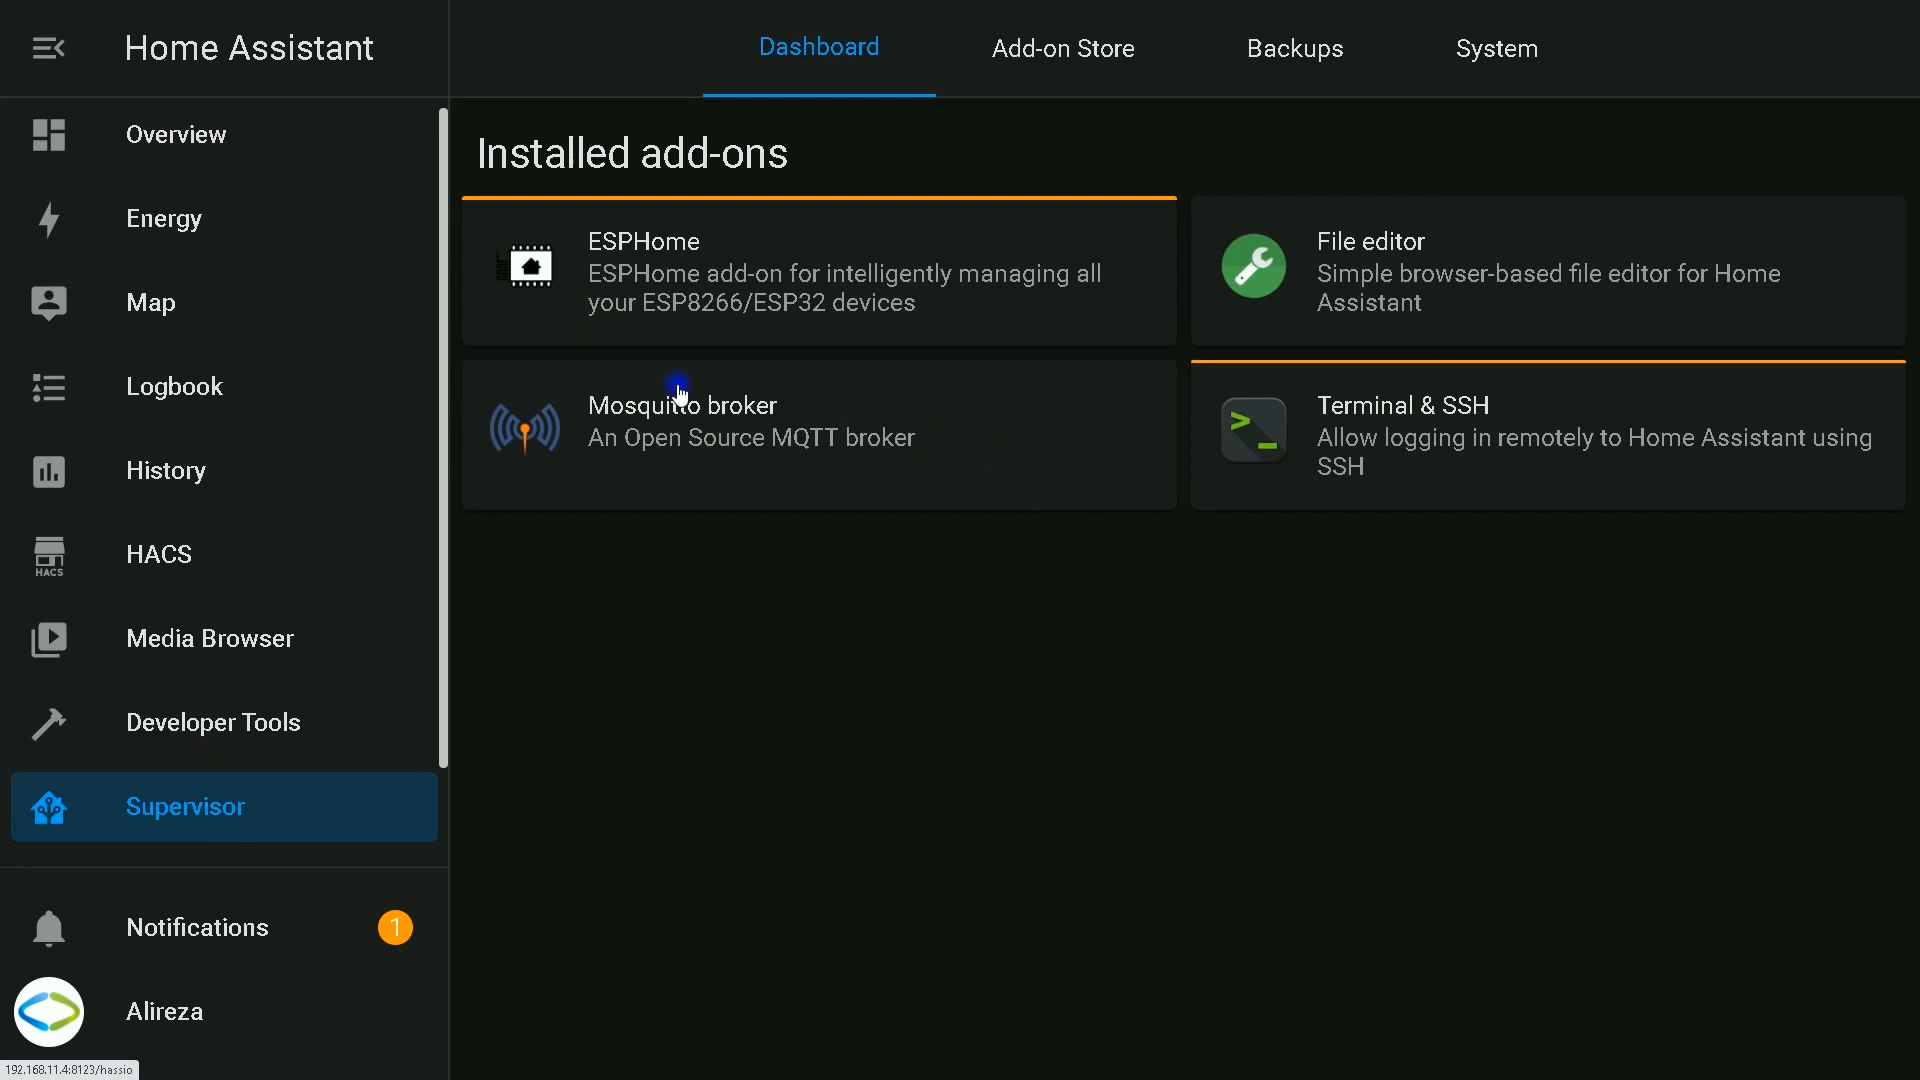 Home Assistant
Dashboard
Add-on Store
Backups
System
Overview
Energy
Map
Logbook
History
HACS
HACS
Media Browser
Developer Tools
Supervisor
Notifications
1
Alireza
192.168.11.4:8123/hassio
Installed add-ons
ESPHome
ESPHome add-on for intelligently managing all
your ESP8266/ESP32 devices
File editor
Simple browser-based file editor for Home
Assistant
Mosquitto broker
An Open Source MQTT broker
Terminal & SSH
Allow logging in remotely to Home Assistant using
SSH